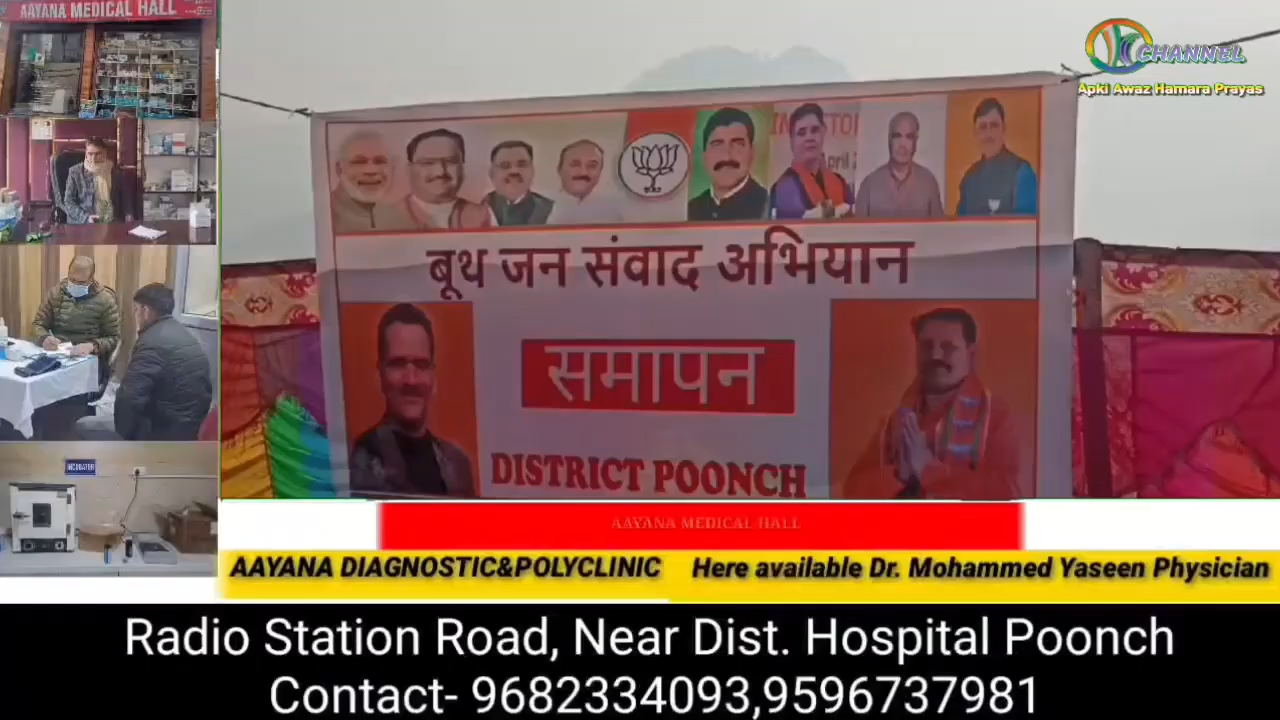 AAYANA MEDICAL HALL
CHANNEL
Apki Awaz Hamara Prayas
बूथ जन संवाद अभियान
समापन
DISTRICT POONCH
INCUBATOR
AAYANA MEDICAL HALL
AAYANA DIAGNOSTIC&POLYCLINIC Here available Dr. Mohammed Yaseen Physician
Radio Station Road, Near Dist. Hospital Poonch
Contact- 9682334093,9596737981